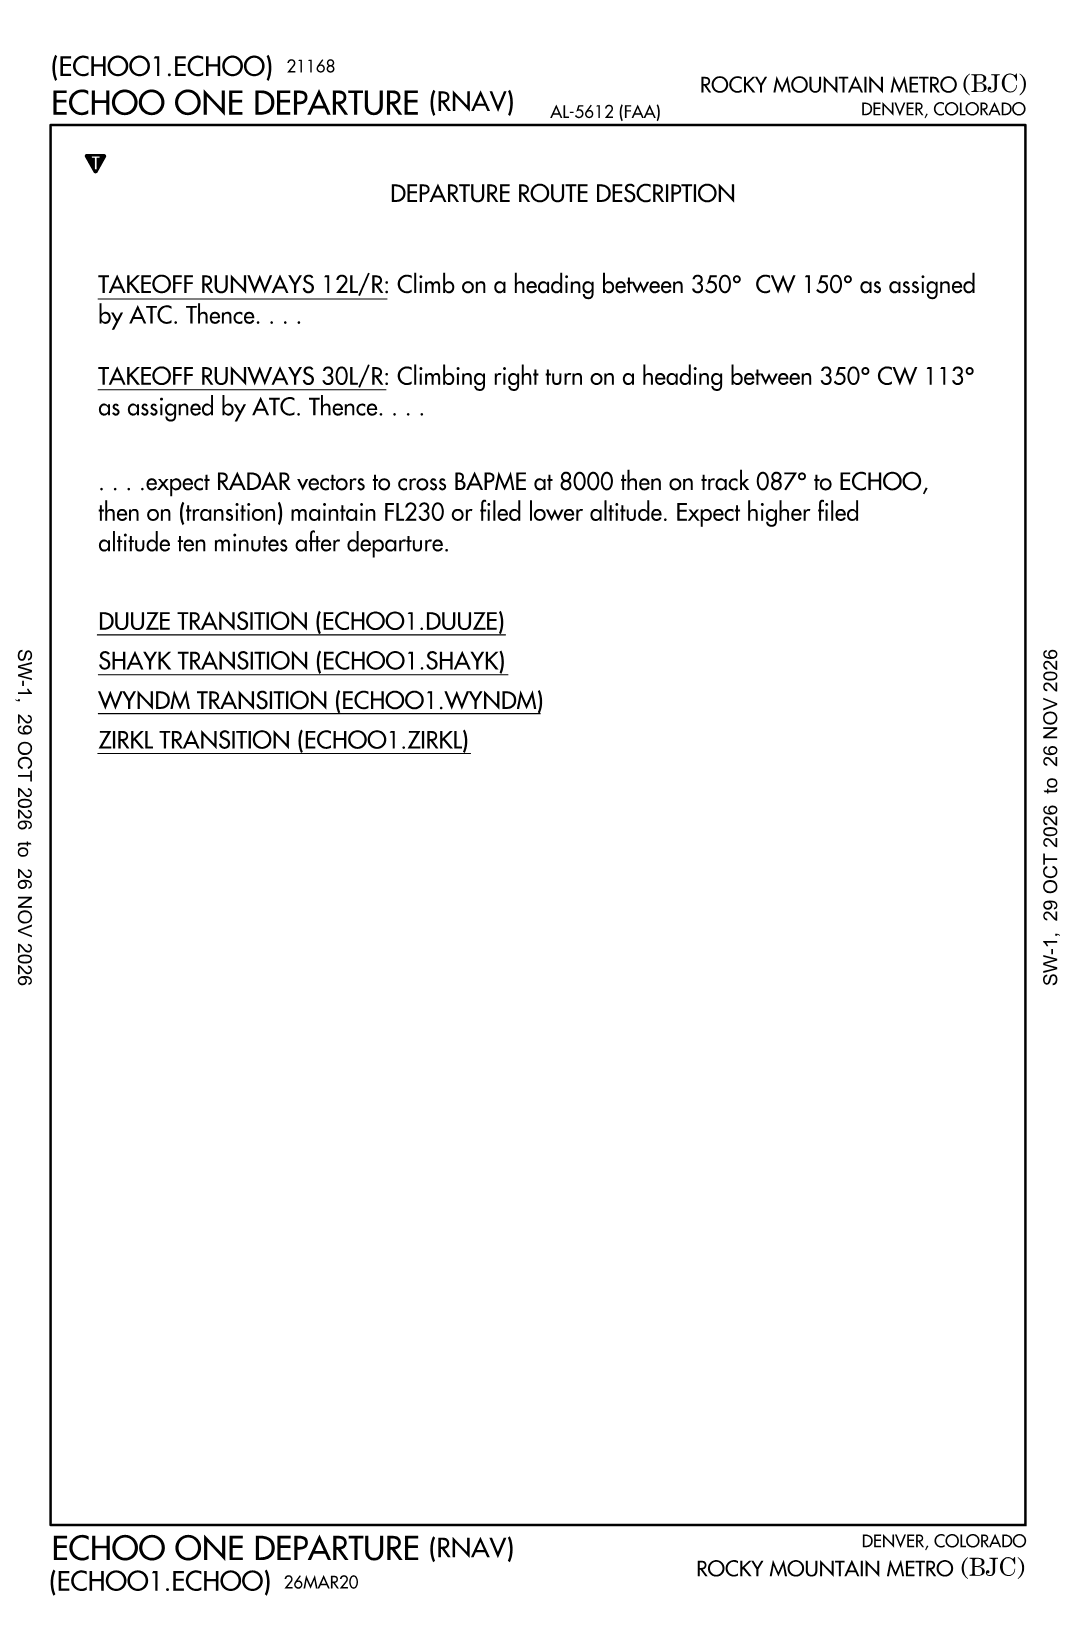 (ECHOO1.ECHOO) 21168
ECHOO ONE DEPARTURE (RNAV)
AL-5612 (FAA)
ROCKY MOUNTAIN METRO (BJC)
DENVER, COLORADO
T
DEPARTURE ROUTE DESCRIPTION
TAKEOFF RUNWAYS 12L/R: Climb on a heading between 350° CW 150° as assigned
by ATC. Thence. . . .
TAKEOFF RUNWAYS 30L/R: Climbing right turn on a heading between 350° CW 113°
as assigned by ATC. Thence. . . .
. . . .expect RADAR vectors to cross BAPME at 8000 then on track 087° to ECHOO,
then on (transition) maintain FL230 or filed lower altitude. Expect higher filed
altitude ten minutes after departure.
DUUZE TRANSITION (ECHOO1.DUUZE)
SHAYK TRANSITION (ECHOO1.SHAYK)
WYNDM TRANSITION (ECHOO1.WYNDM)
ZIRKL TRANSITION (ECHOO1.ZIRKL)
SW-1, 29 OCT 2026 to 26 NOV 2026
SW-1, 29 OCT 2026 to 26 NOV 2026
ECHOO ONE DEPARTURE (RNAV)
(ECHOO1.ECHOO) 26MAR20
DENVER, COLORADO
ROCKY MOUNTAIN METRO (BJC)